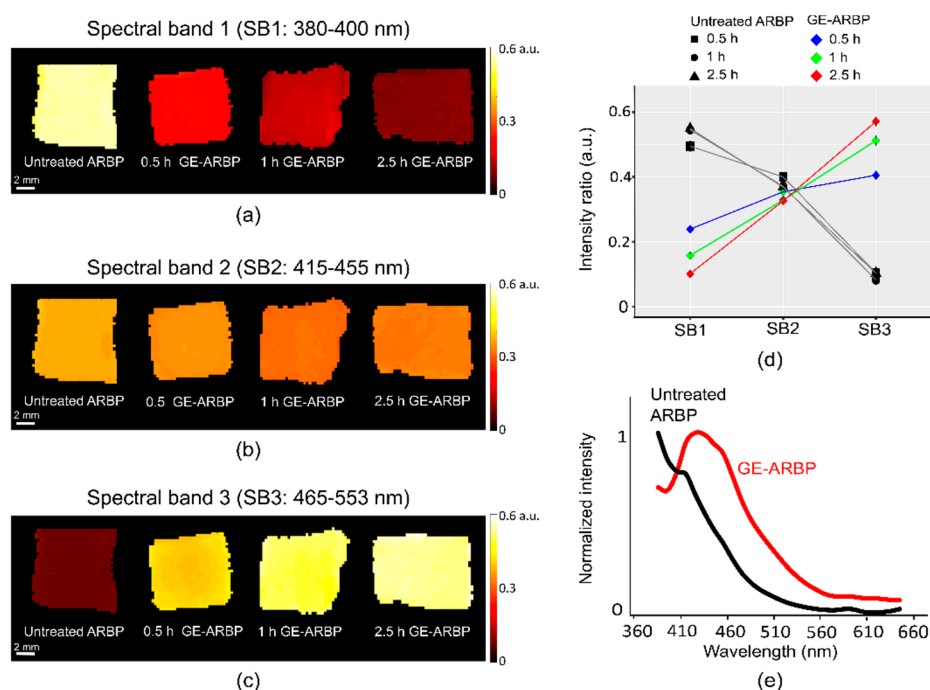 Spectral band 1 (SB1: 380-400 nm)
0.6 a.u.
0.3
0
Untreated ARBP
0.5 h GE-ARBP
1 h GE-ARBP
2.5 h GE-ARBP
2 mm
(a)
Spectral band 2 (SB2: 415-455 nm)
0.6 a.u.
0.3
0
Untreated ARBP
0.5 GE-ARBP
1 h GE-ARBP
2.5 h GE-ARBP
2 mm
(b)
Spectral band 3 (SB3: 465-553 nm)
0.6 a.u.
0.3
0
Untreated ARBP
0.5 h GE-ARBP
1 h GE-ARBP
2.5 h GE-ARBP
2 mm
(c)
Untreated ARBP
0.5 h
1 h
2.5 h
GE-ARBP
0.5 h
1 h
2.5 h
Intensity ratio (a.u.)
0.6
0.4
0.2
0
SB1 SB2 SB3
(d)
Untreated
ARBP
GE-ARBP
Normalized intensity
1
0
360 410 460 510 560 610 660
Wavelength (nm)
(e)